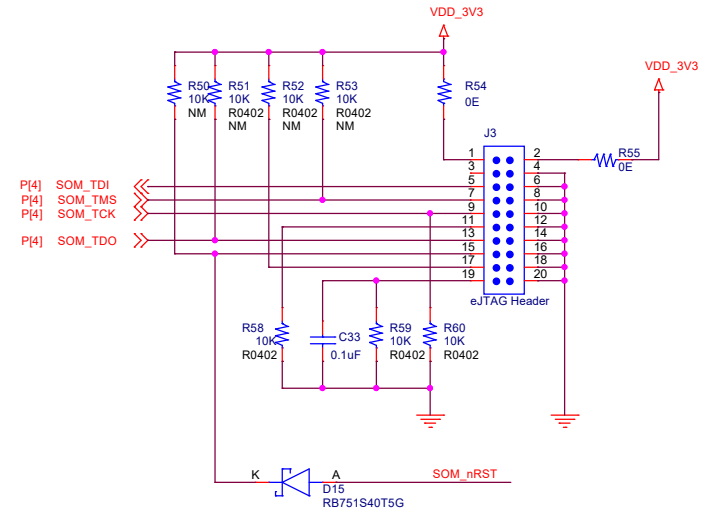 VDD_3V3
VDD_3V3
R50
10K
NM
R51
10K
R0402
NM
R52
10K
R0402
NM
R53
10K
R0402
NM
R54
0E
J3
R55
0E
1 2
3 4
5 6
7 8
9 10
11 12
13 14
15 16
17 18
19 20
eJTAG Header
P[4] SOM_TDI
P[4] SOM_TMS
P[4] SOM_TCK
P[4] SOM_TDO
R58
10K
R0402
C33
0.1uF
R59
10K
R0402
R60
10K
R0402
K A SOM_nRST
D15
RB751S40T5G